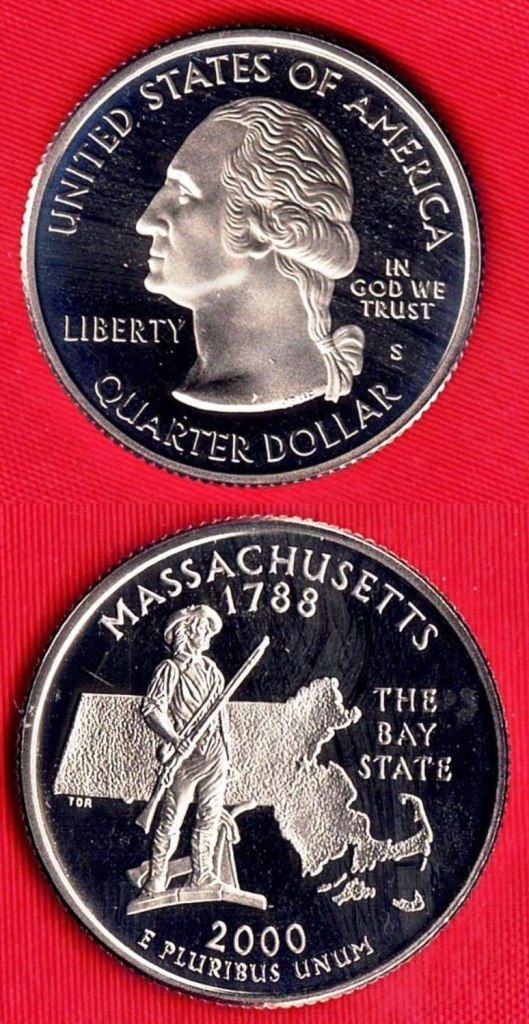 UNITED STATES OF AMERICA
IN
GOD WE
TRUST
LIBERTY
S
QUARTER DOLLAR
MASSACHUSETTS
1788
THE
BAY
STATE
TDR
2000
E PLURIBUS UNUM